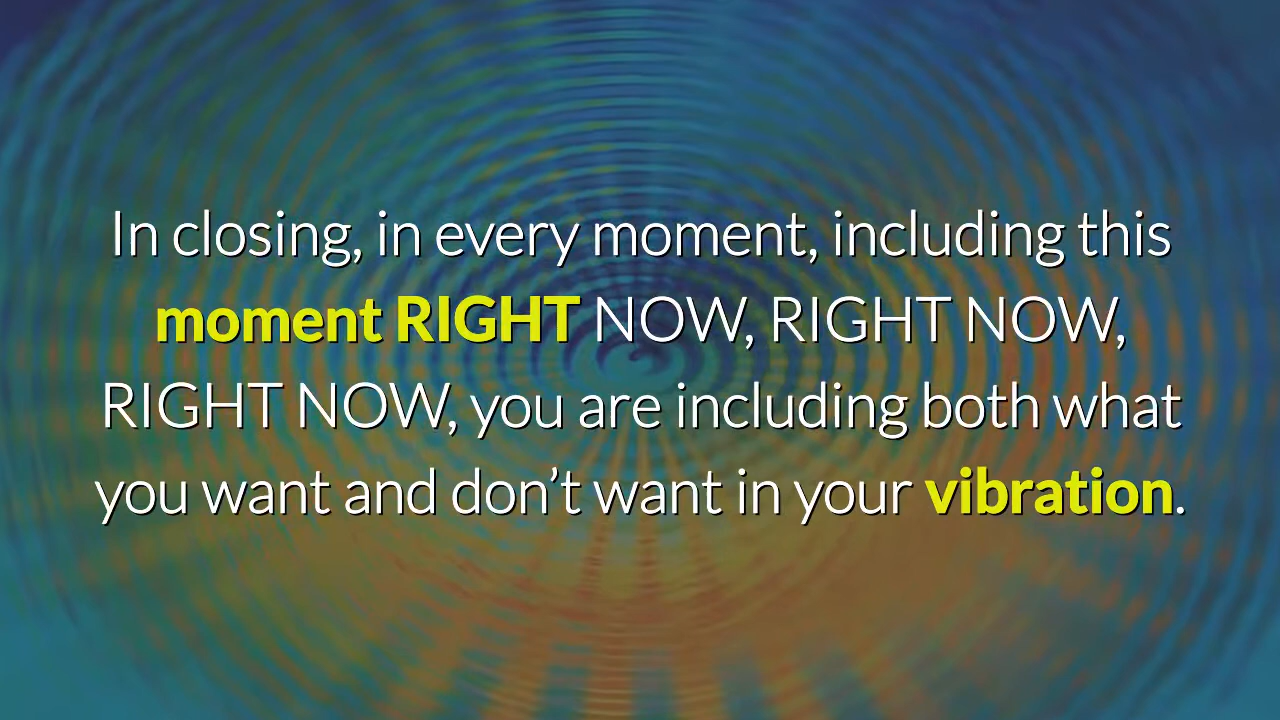 In closing, in every moment, including this
moment RIGHT NOW, RIGHT NOW,
RIGHT NOW, you are including both what
you want and don’t want in your vibration.